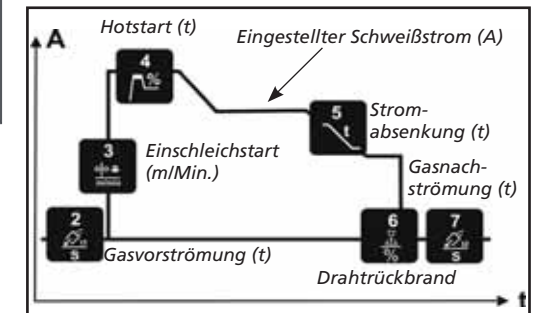 A
Hotstart (t)
Eingestellter Schweißstrom (A)
4
%
5
t
Strom-
absenkung (t)
3
Einschleichstart
(m/Min.)
Gasnach-
strömung (t)
2
s
Gasvorströmung (t)
6
%
7
s
Drahtrückbrand
t